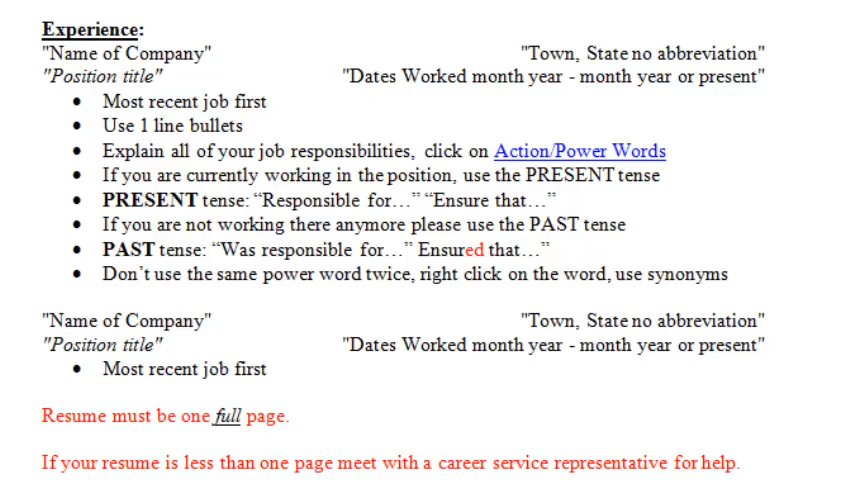 Experience:
"Name of Company" "Town, State no abbreviation"
"Position title" "Dates Worked month year - month year or present"
• Most recent job first
• Use 1 line bullets
• Explain all of your job responsibilities, click on Action/Power Words
• If you are currently working in the position, use the PRESENT tense
• PRESENT tense: “Responsible for…” “Ensure that…”
• If you are not working there anymore please use the PAST tense
• PAST tense: “Was responsible for…” Ensured that…”
• Don’t use the same power word twice, right click on the word, use synonyms
"Name of Company" "Town, State no abbreviation"
"Position title" "Dates Worked month year - month year or present"
• Most recent job first
Resume must be one full page.
If your resume is less than one page meet with a career service representative for help.